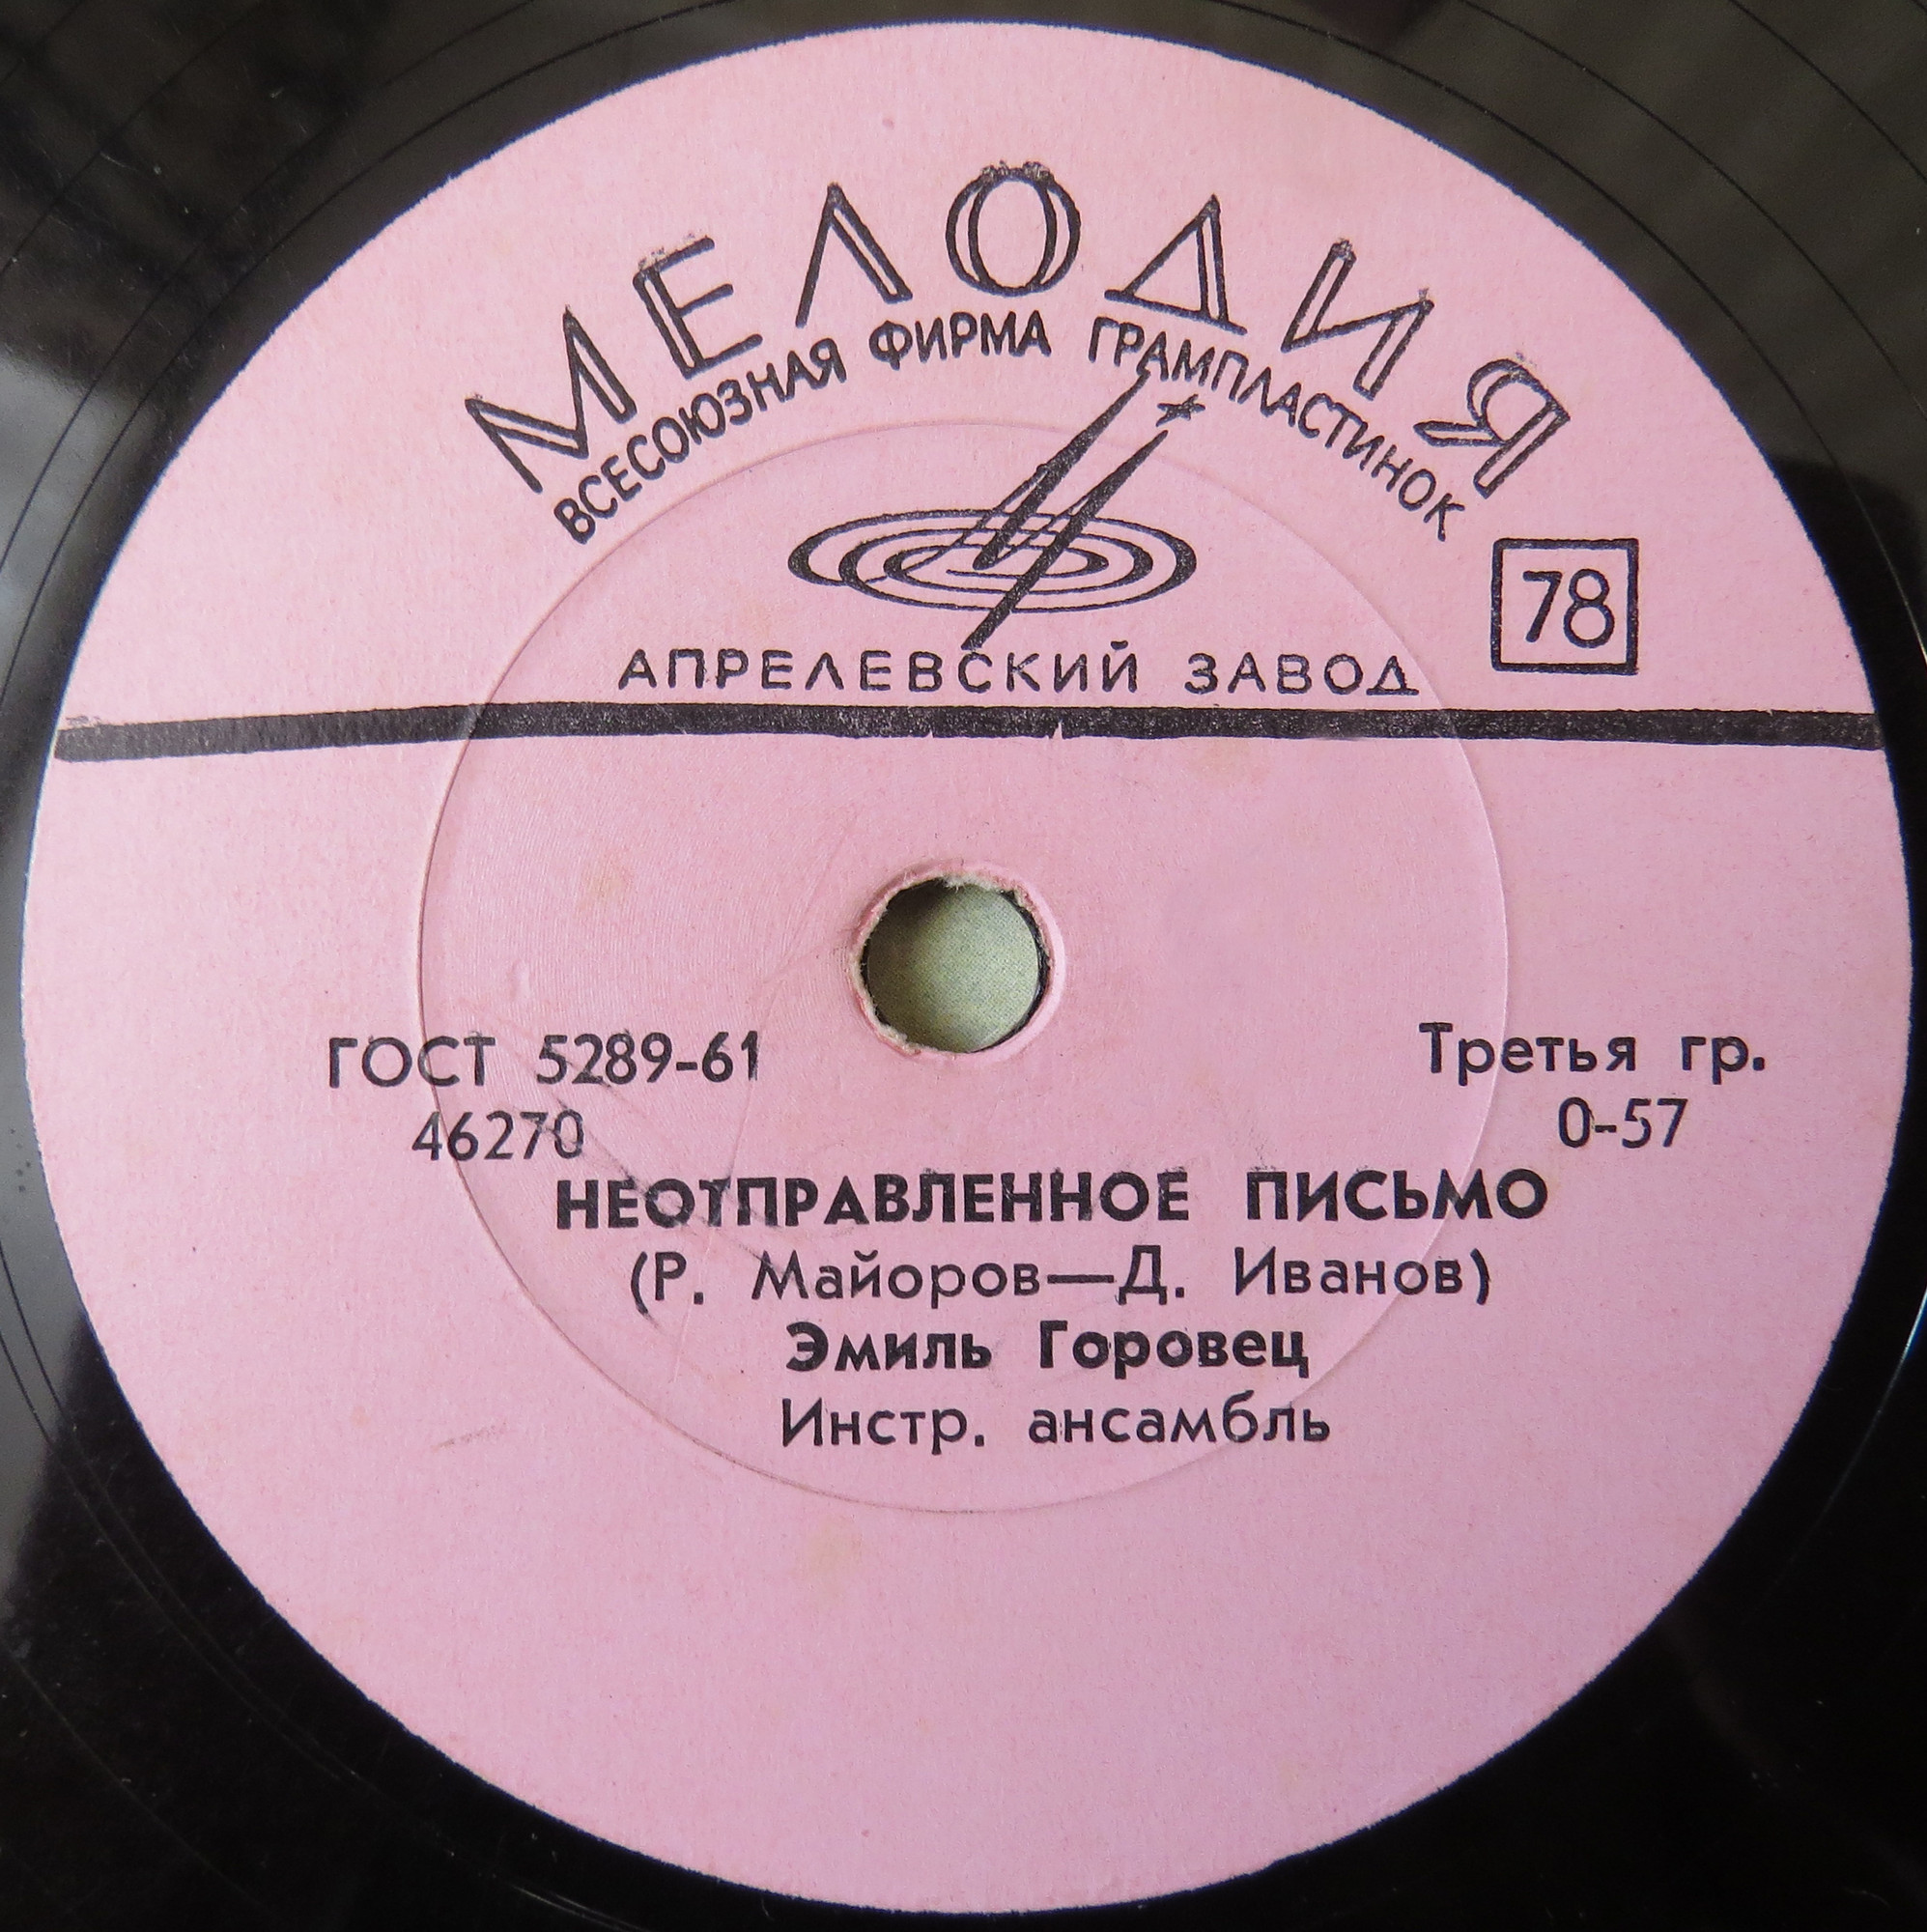 МЕЛОДИЯ
ВСЕСОЮЗНАЯ ФИРМА ГРАМПЛАСТИНОК
78
АПРЕЛЕВСКИЙ ЗАВОД
ГОСТ 5289-61
Третья гр.
46270
0-57
НЕОТПРАВЛЕННОЕ ПИСЬМО
(Р. Майоров—Д. Иванов)
Эмиль Горовец
Инстр. ансамбль